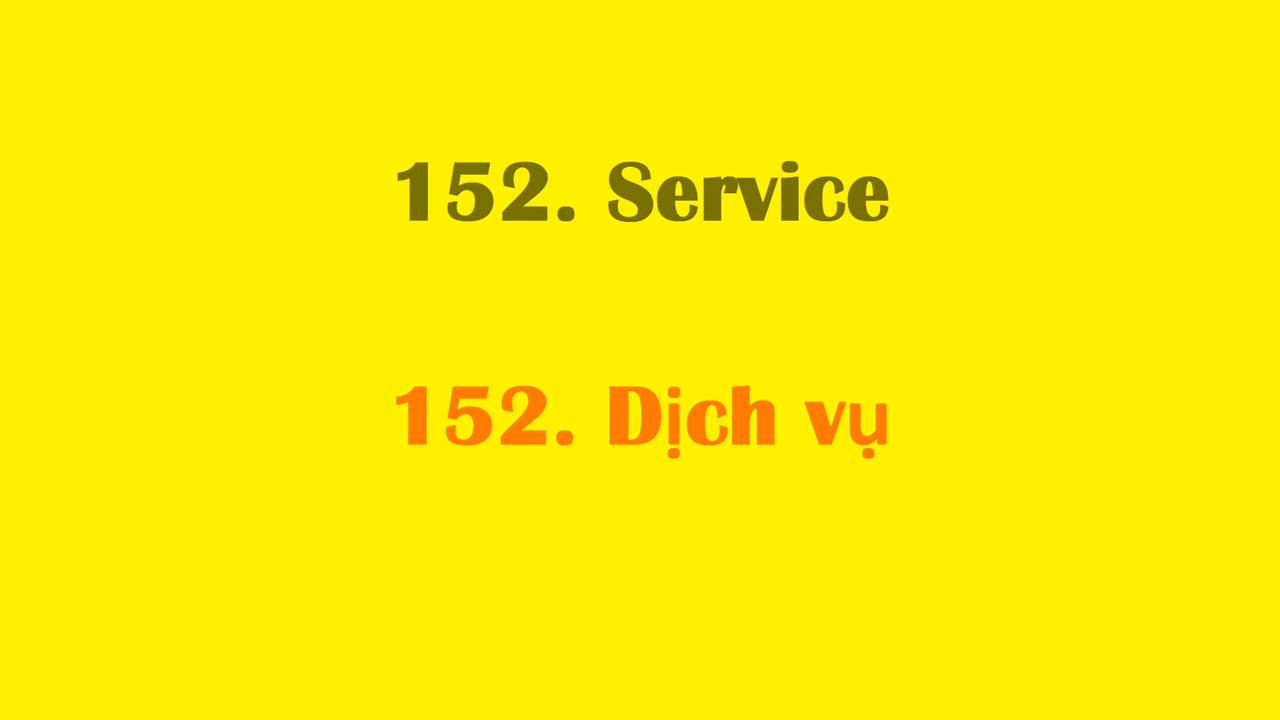 152. Service
152. Dịch vụ